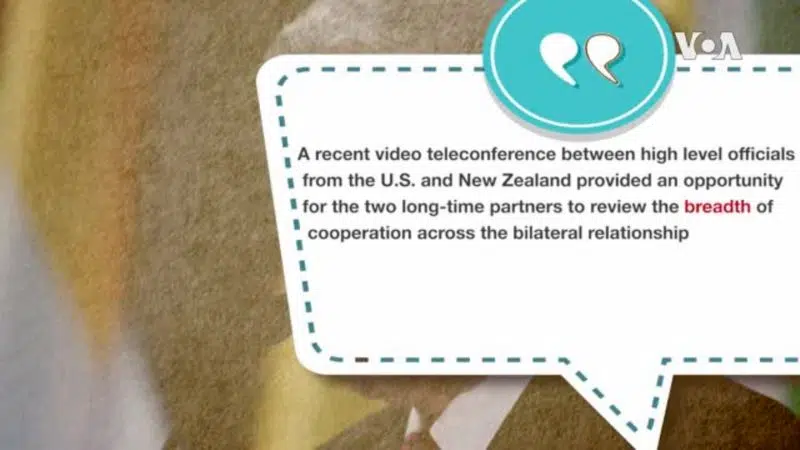 VOA
A recent video teleconference between high level officials
from the U.S. and New Zealand provided an opportunity
for the two long-time partners to review the breadth of
cooperation across the bilateral relationship